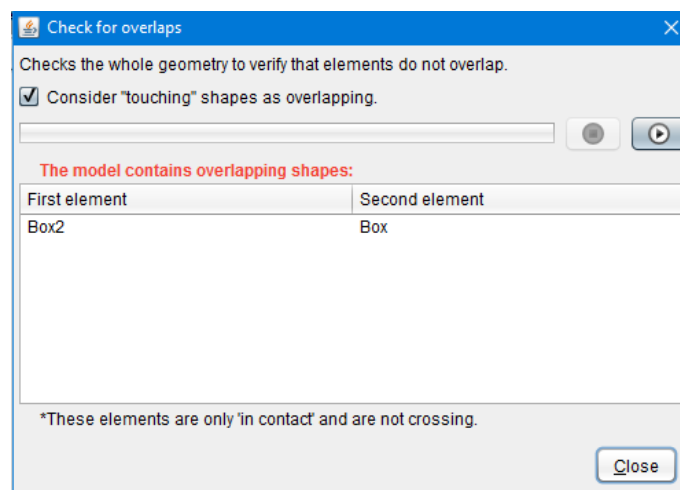 Check for overlaps
Checks the whole geometry to verify that elements do not overlap.
Consider "touching" shapes as overlapping.
The model contains overlapping shapes:
First element Second element
Box2 Box
*These elements are only 'in contact' and are not crossing.
Close